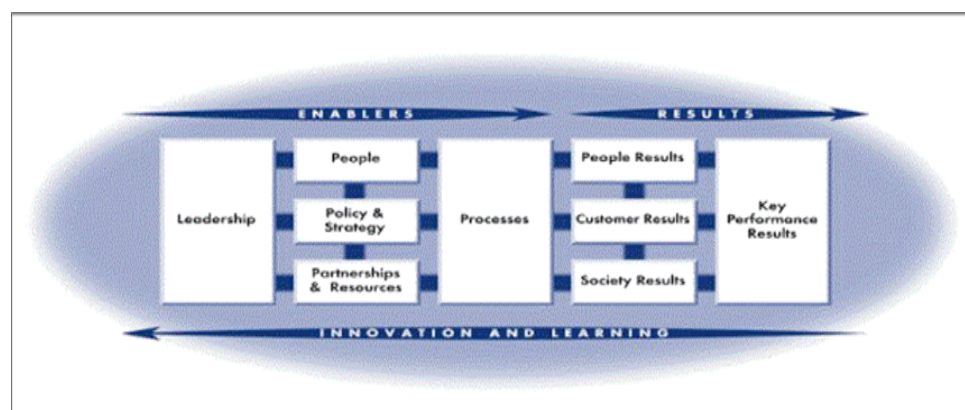 ENABLERS
RESULTS
Leadership
People
Policy &
Strategy
Partnerships
& Resources
Processes
People Results
Customer Results
Society Results
Key
Performance
Results
INNOVATION AND LEARNING